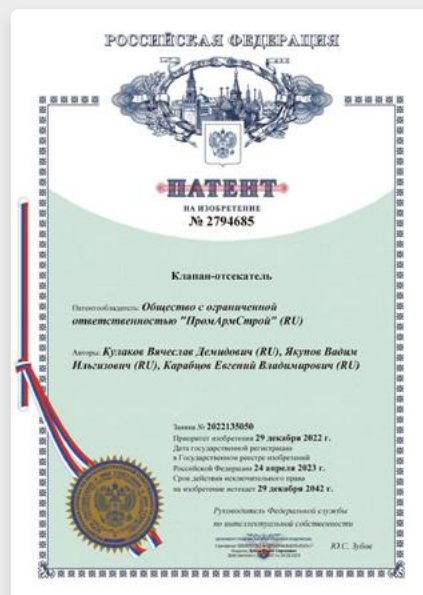 РОССИЙСКАЯ ФЕДЕРАЦИЯ
ПАТЕНТ
НА ИЗОБРЕТЕНИЕ
№ 2794685
Клапан-отсекатель
Патентообладатель: Общество с ограниченной
ответственностью "ПромАрмСтрой" (RU)
Авторы: Кулаков Вячеслав Демидович (RU), Якупов Вадим
Ильгизович (RU), Карабцов Евгений Владимирович (RU)
Заявка № 2022135050
Приоритет изобретения 29 декабря 2022 г.
Дата государственной регистрации
в Государственном реестре изобретений
Российской Федерации 24 апреля 2023 г.
Срок действия исключительного права
на изобретение истекает 29 декабря 2042 г.
Руководитель Федеральной службы
по интеллектуальной собственности
Ю.С. Зубов